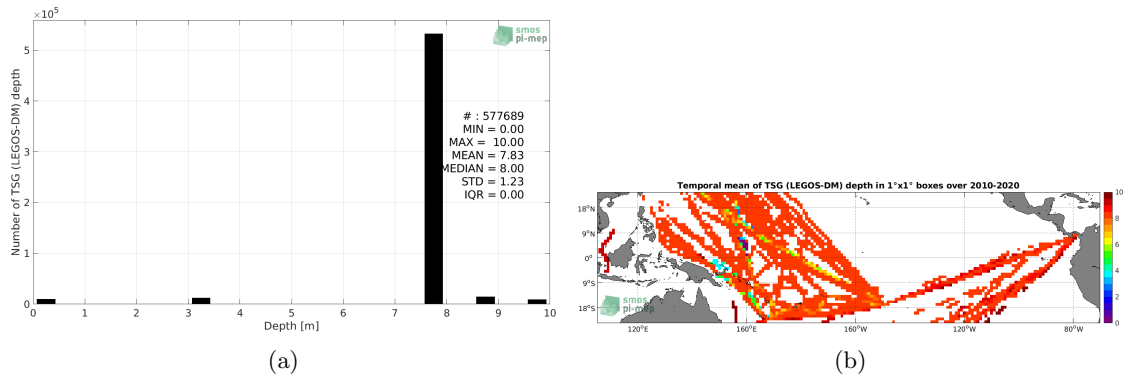 ×10⁵
smos
pi-mep
5
4
3
2
1
0
Number of TSG (LEGOS-DM) depth
# : 577689
MIN = 0.00
MAX = 10.00
MEAN = 7.83
MEDIAN = 8.00
STD = 1.23
IQR = 0.00
0 1 2 3 4 5 6 7 8 9 10
Depth [m]
(a)
Temporal mean of TSG (LEGOS-DM) depth in 1°x1° boxes over 2010-2020
18°N
9°N
0°
9°S
18°S
smos
pi-mep
120°E 160°E 160°W 120°W 80°W
10
8
6
4
2
0
(b)